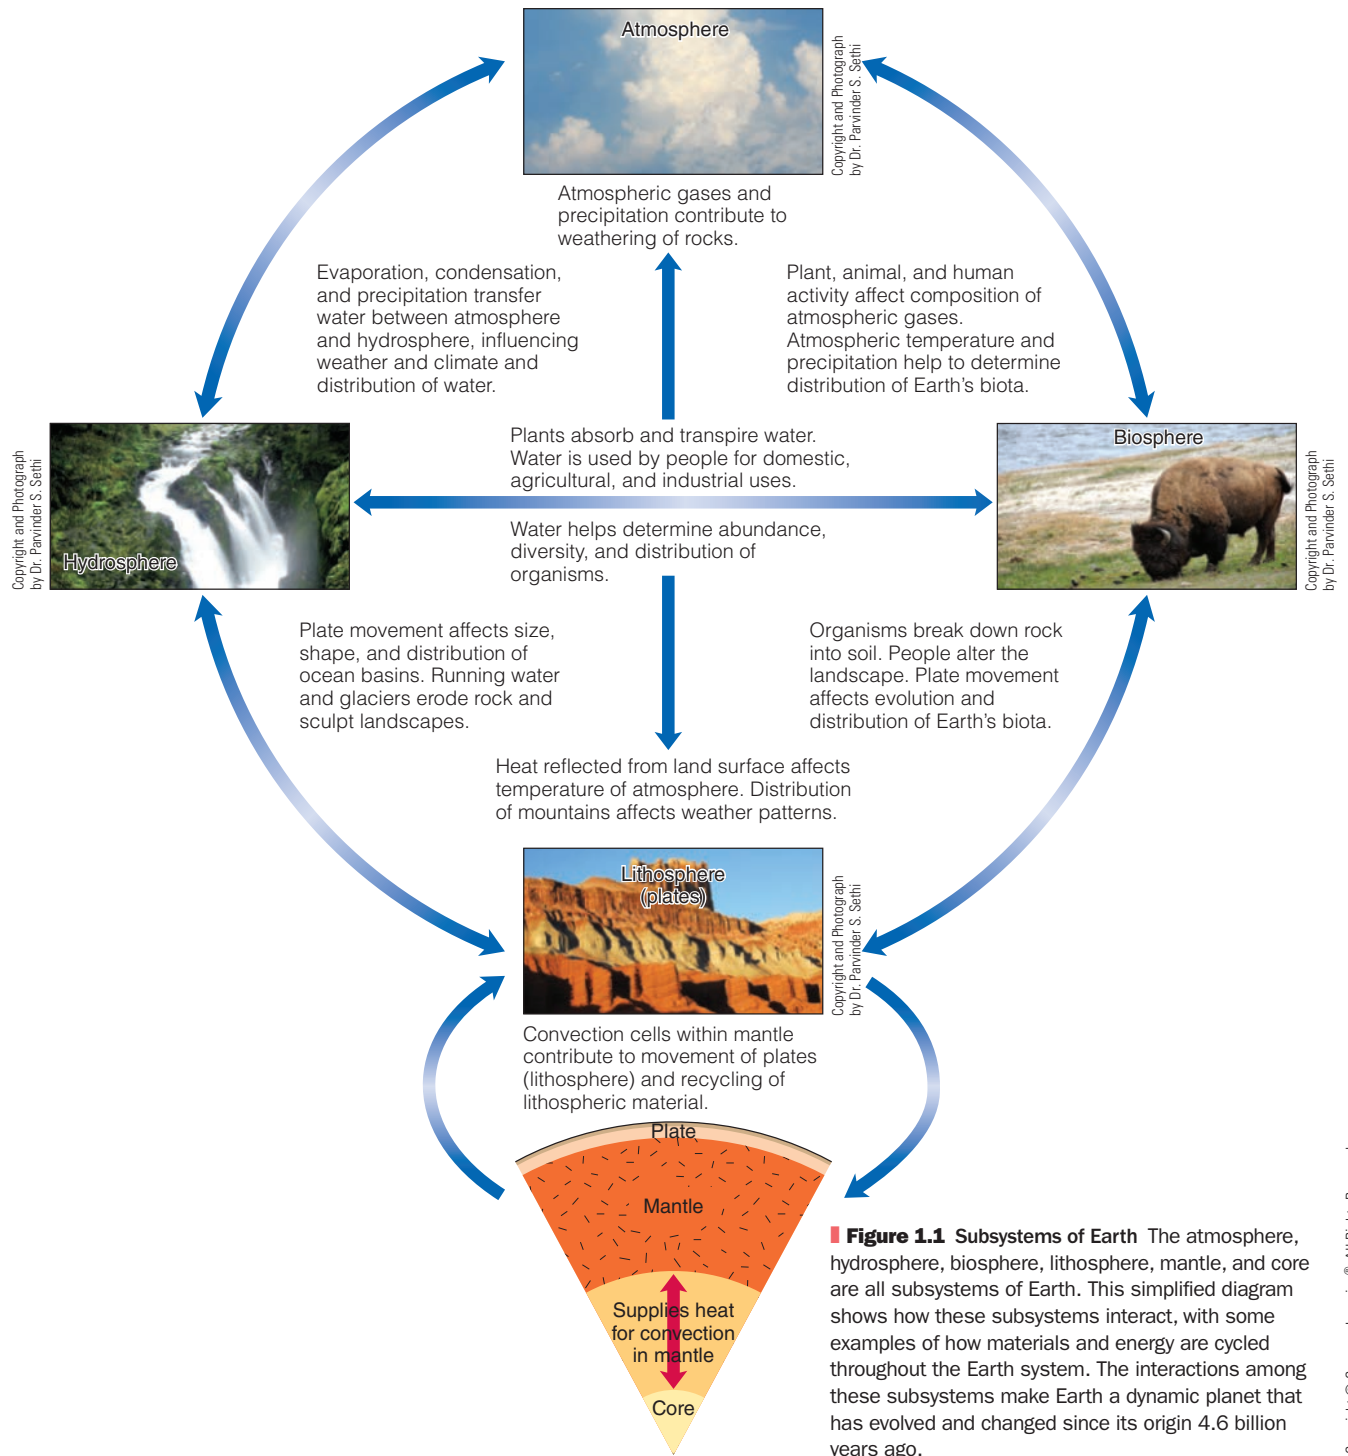 Atmosphere
Copyright and Photograph
by Dr. Parvinder S. Sethi
Atmospheric gases and
precipitation contribute to
weathering of rocks.
Evaporation, condensation,
and precipitation transfer
water between atmosphere
and hydrosphere, influencing
weather and climate and
distribution of water.
Plant, animal, and human
activity affect composition of
atmospheric gases.
Atmospheric temperature and
precipitation help to determine
distribution of Earth's biota.
Copyright and Photograph
by Dr. Parvinder S. Sethi
Hydrosphere
Plants absorb and transpire water.
Water is used by people for domestic,
agricultural, and industrial uses.
Water helps determine abundance,
diversity, and distribution of
organisms.
Biosphere
Copyright and Photograph
by Dr. Parvinder S. Sethi
Plate movement affects size,
shape, and distribution of
ocean basins. Running water
and glaciers erode rock and
sculpt landscapes.
Organisms break down rock
into soil. People alter the
landscape. Plate movement
affects evolution and
distribution of Earth's biota.
Heat reflected from land surface affects
temperature of atmosphere. Distribution
of mountains affects weather patterns.
Lithosphere
(plates)
Copyright and Photograph
by Dr. Parvinder S. Sethi
Convection cells within mantle
contribute to movement of plates
(lithosphere) and recycling of
lithospheric material.
Plate
Mantle
Supplies heat
for convection
in mantle
Core
Figure 1.1 Subsystems of Earth The atmosphere,
hydrosphere, biosphere, lithosphere, mantle, and core
are all subsystems of Earth. This simplified diagram
shows how these subsystems interact, with some
examples of how materials and energy are cycled
throughout the Earth system. The interactions among
these subsystems make Earth a dynamic planet that
has evolved and changed since its origin 4.6 billion
years ago.